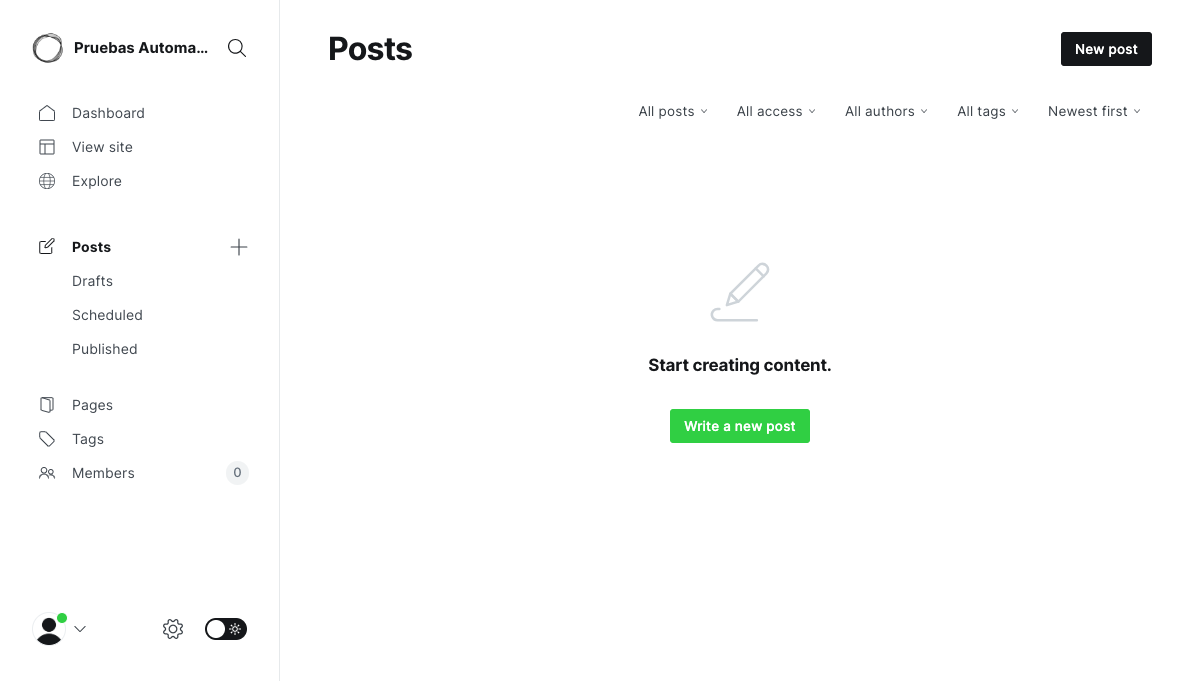 Pruebas Automa...
Dashboard
View site
Explore
Posts
Drafts
Scheduled
Published
Pages
Tags
Members
0
Posts
New post
All posts
All access
All authors
All tags
Newest first
Start creating content.
Write a new post